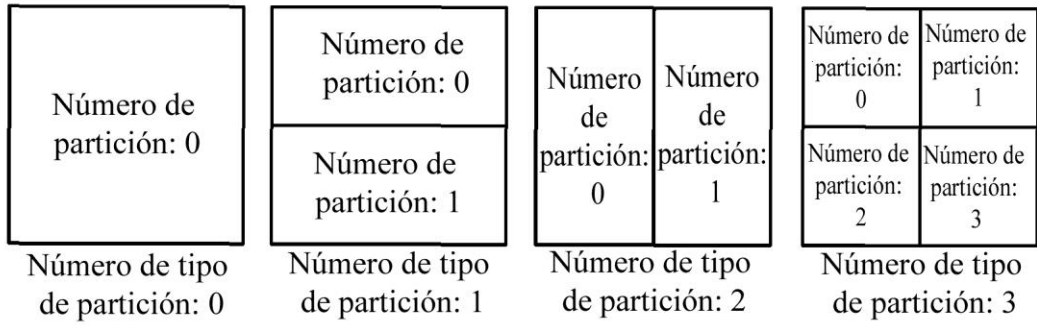 Número de
partición: 0
Número de tipo
de partición: 0
Número de
partición: 0
Número de
partición: 1
Número de tipo
de partición: 1
Número
de
partición:
0
Número
de
partición:
1
Número de tipo
de partición: 2
Número de
partición:
0
Número de
partición:
1
Número de
partición:
2
Número de
partición:
3
Número de tipo
de partición: 3